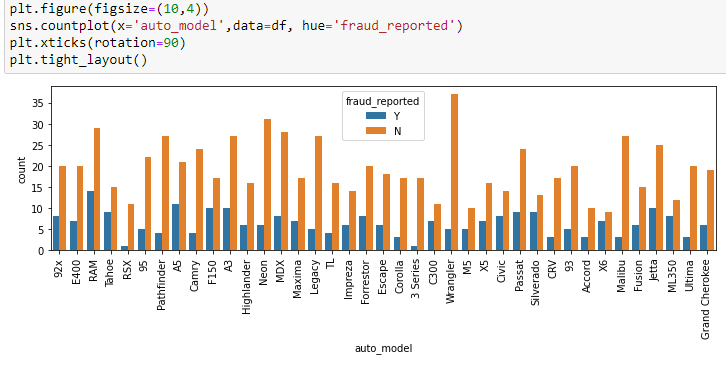 plt.figure(figsize=(10,4))
sns.countplot(x='auto_model',data=df, hue='fraud_reported')
plt.xticks(rotation=90)
plt.tight_layout()
fraud_reported
Y
N
count
35
30
25
20
15
10
5
0
92x
E400
RAM
Tahoe
RSX
95
Pathfinder
A5
Camry
F150
A3
Highlander
Neon
MDX
Maxima
Legacy
TL
Impreza
Forrestor
Escape
Corolla
3 Series
C300
Wrangler
M5
X5
Civic
Passat
Silverado
CRV
93
Accord
X6
Malibu
Fusion
Jetta
ML350
Ultima
Grand Cherokee
auto_model